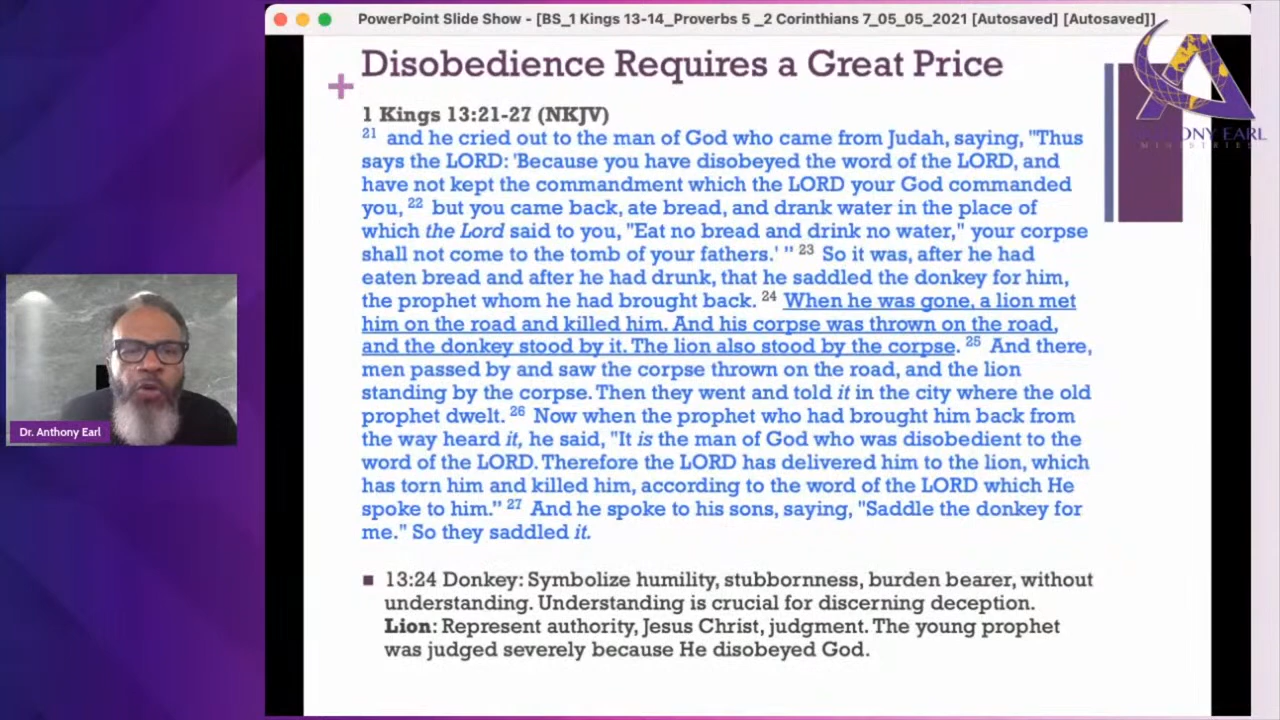 PowerPoint Slide Show - [BS_1 Kings 13-14_Proverbs 5 _2 Corinthians 7_05_05_2021 [Autosaved] [Autosaved]]
Disobedience Requires a Great Price
1 Kings 13:21-27 (NKJV)
21 and he cried out to the man of God who came from Judah, saying, "Thus
says the LORD: 'Because you have disobeyed the word of the LORD, and
have not kept the commandment which the LORD your God commanded
you, 22 but you came back, ate bread, and drank water in the place of
which the Lord said to you, "Eat no bread and drink no water," your corpse
shall not come to the tomb of your fathers.' " 23 So it was, after he had
eaten bread and after he had drunk, that he saddled the donkey for him,
the prophet whom he had brought back. 24 When he was gone, a lion met
him on the road and killed him. And his corpse was thrown on the road,
and the donkey stood by it. The lion also stood by the corpse. 25 And there,
men passed by and saw the corpse thrown on the road, and the lion
standing by the corpse. Then they went and told it in the city where the old
prophet dwelt. 26 Now when the prophet who had brought him back from
the way heard it, he said, "It is the man of God who was disobedient to the
word of the LORD. Therefore the LORD has delivered him to the lion, which
has torn him and killed him, according to the word of the LORD which He
spoke to him." 27 And he spoke to his sons, saying, "Saddle the donkey for
me." So they saddled it.
13:24 Donkey: Symbolize humility, stubbornness, burden bearer, without
understanding. Understanding is crucial for discerning deception.
Lion: Represent authority, Jesus Christ, judgment. The young prophet
was judged severely because He disobeyed God.
Dr. Anthony Earl
EARL
MINISTRIES